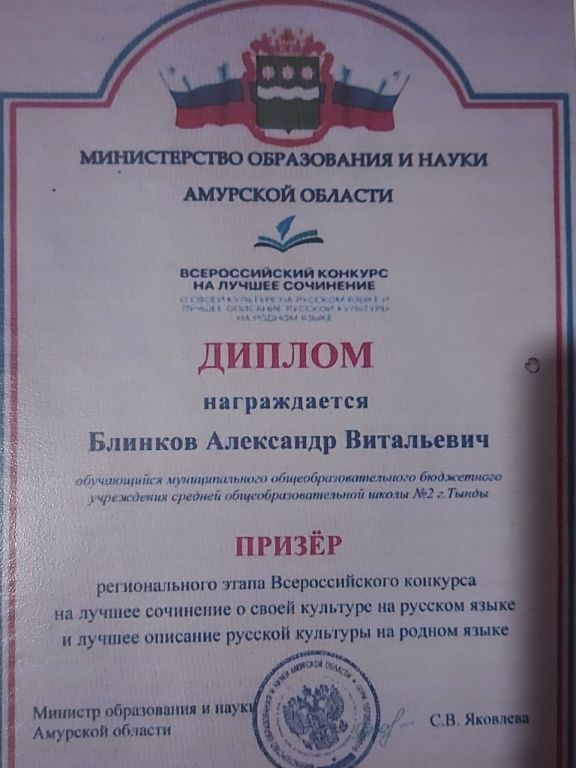 МИНИСТЕРСТВО ОБРАЗОВАНИЯ И НАУКИ
АМУРСКОЙ ОБЛАСТИ
ВСЕРОССИЙСКИЙ КОНКУРС
НА ЛУЧШЕЕ СОЧИНЕНИЕ
О СВОЕЙ КУЛЬТУРЕ НА РУССКОМ ЯЗЫКЕ И
ЛУЧШЕЕ ОПИСАНИЕ РУССКОЙ КУЛЬТУРЫ
НА РОДНОМ ЯЗЫКЕ
ДИПЛОМ
награждается
Блинков Александр Витальевич
обучающийся муниципального общеобразовательного бюджетного
учреждения средней общеобразовательной школы №2 г.Тынды
ПРИЗЁР
регионального этапа Всероссийского конкурса
на лучшее сочинение о своей культуре на русском языке
и лучшее описание русской культуры на родном языке
Министр образования и науки
Амурской области
С.В. Яковлева